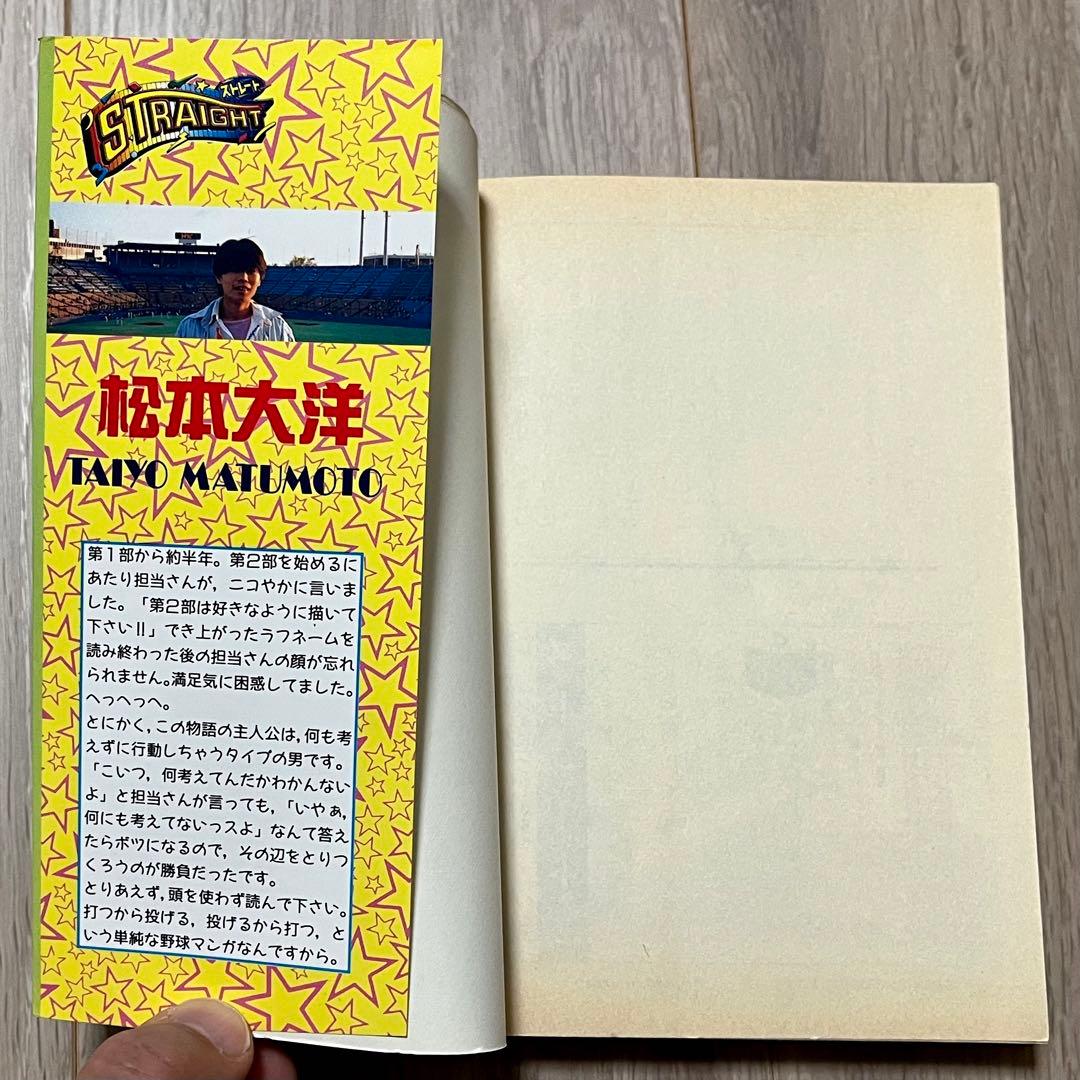 ストレート
STRAIGHT
松本大洋
TAIYO MATUMOTO
第1部から約半年。第2部を始めるに
あたり担当さんが，ニコやかに言いま
した。「第2部は好きなように描いて
下さい!!」でき上がったラフネームを
読み終わった後の担当さんの顔が忘れ
られません。満足気に困惑してました。
へっへっへ。
とにかく，この物語の主人公は，何も考
えずに行動しちゃうタイプの男です。
「こいつ，何考えてんだかわかんない
よ」と担当さんが言っても，「いやぁ，
何にも考えてないっスよ」なんて答え
たらボツになるので，その辺をとりつ
くろうのが勝負だったです。
とりあえず，頭を使わず読んで下さい。
打つから投げる，投げるから打つ，と
いう単純な野球マンガなんですから。